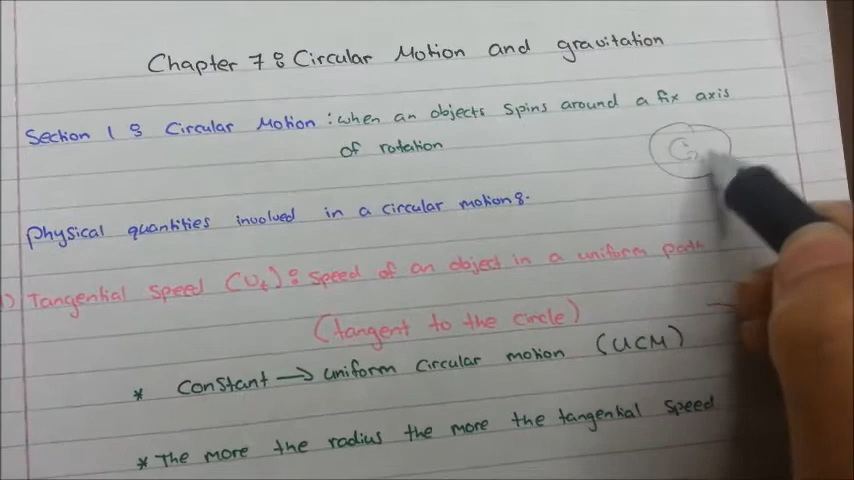 Chapter 7: Circular Motion and gravitation
Section 1: Circular Motion: when an objects spins around a fix axis
of rotation
Physical quantities involved in a circular motion:-
1) Tangential speed (Ut): speed of an object in a uniform path
(tangent to the circle)
* Constant → uniform circular motion (UCM)
* The more the radius the more the tangential speed